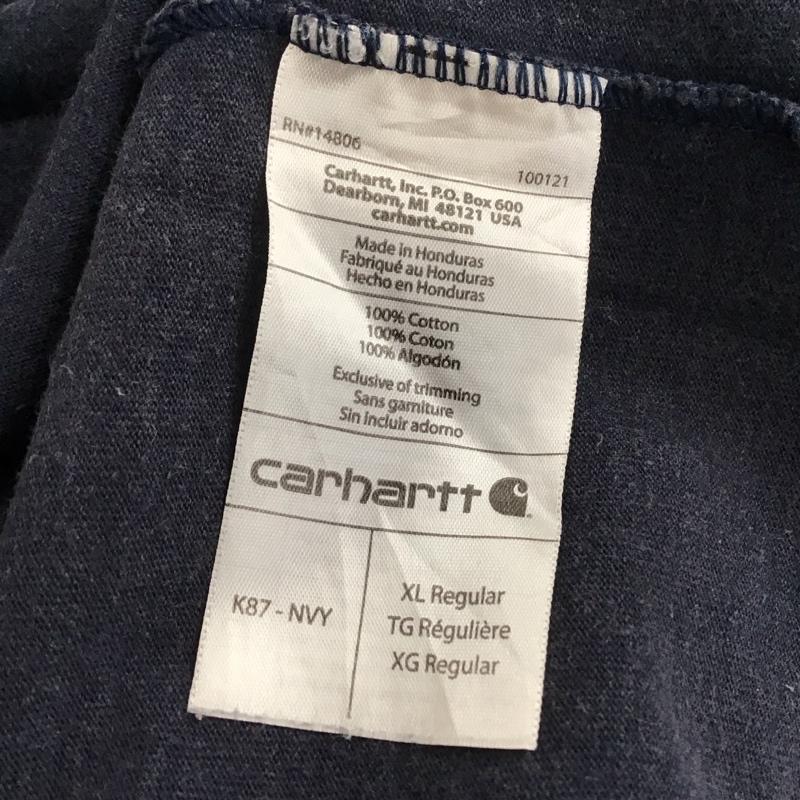 RN#14806
100121
Carhartt, Inc. P.O. Box 600
Dearborn, MI 48121 USA
carhartt.com
Made in Honduras
Fabriqué au Honduras
Hecho en Honduras
100% Cotton
100% Coton
100% Algodón
Exclusive of trimming
Sans garniture
Sin incluir adorno
carhartt
K87 - NVY
XL Regular
TG Régulière
XG Regular